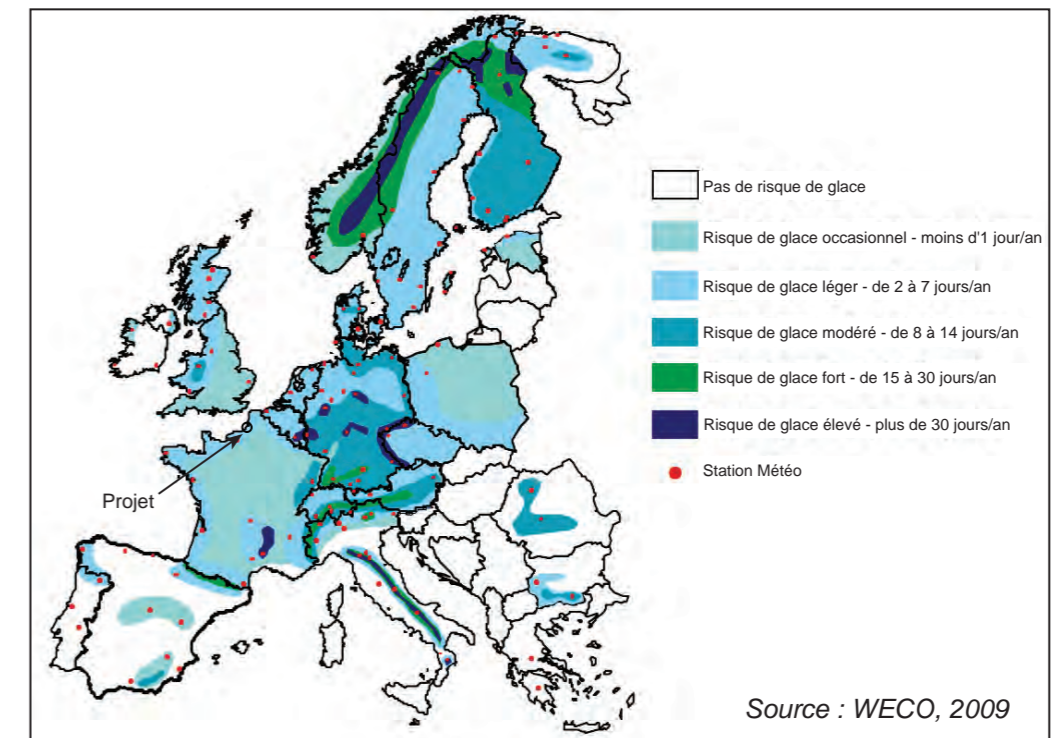 Pas de risque de glace
Risque de glace occasionnel - moins d'1 jour/an
Risque de glace léger - de 2 à 7 jours/an
Risque de glace modéré - de 8 à 14 jours/an
Risque de glace fort - de 15 à 30 jours/an
Risque de glace élevé - plus de 30 jours/an
Station Météo
Projet
Source : WECO, 2009